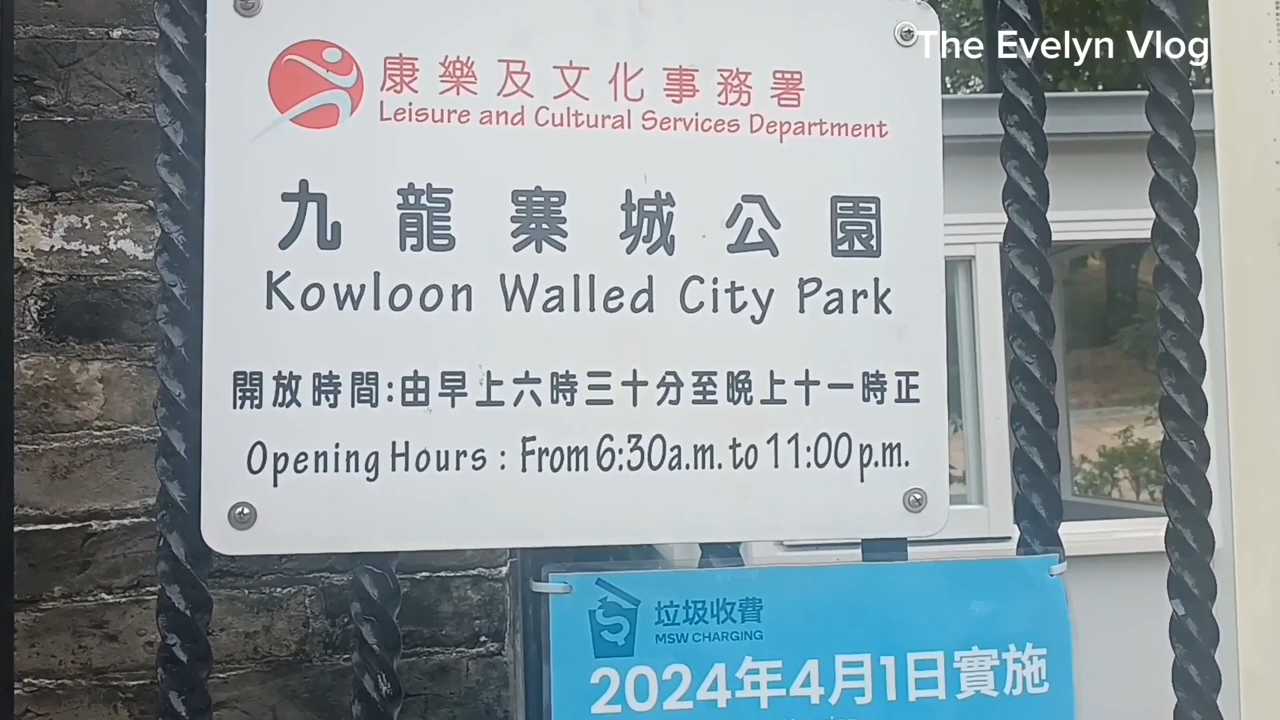 The Evelyn Vlog
康樂及文化事務署
Leisure and Cultural Services Department
九龍寨城公園
Kowloon Walled City Park
開放時間:由早上六時三十分至晚上十一時正
Opening Hours : From 6:30a.m. to 11:00p.m.
垃圾收費
MSW CHARGING
2024年4月1日實施